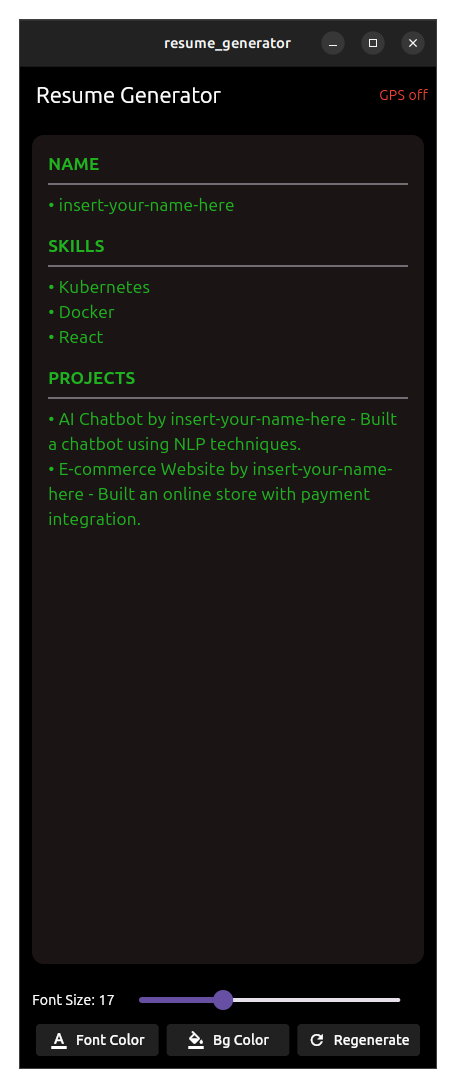 resume_generator
Resume Generator
GPS off
NAME
• insert-your-name-here
SKILLS
• Kubernetes
• Docker
• React
PROJECTS
• AI Chatbot by insert-your-name-here - Built
a chatbot using NLP techniques.
• E-commerce Website by insert-your-name-
here - Built an online store with payment
integration.
Font Size: 17
A Font Color
Bg Color
Regenerate